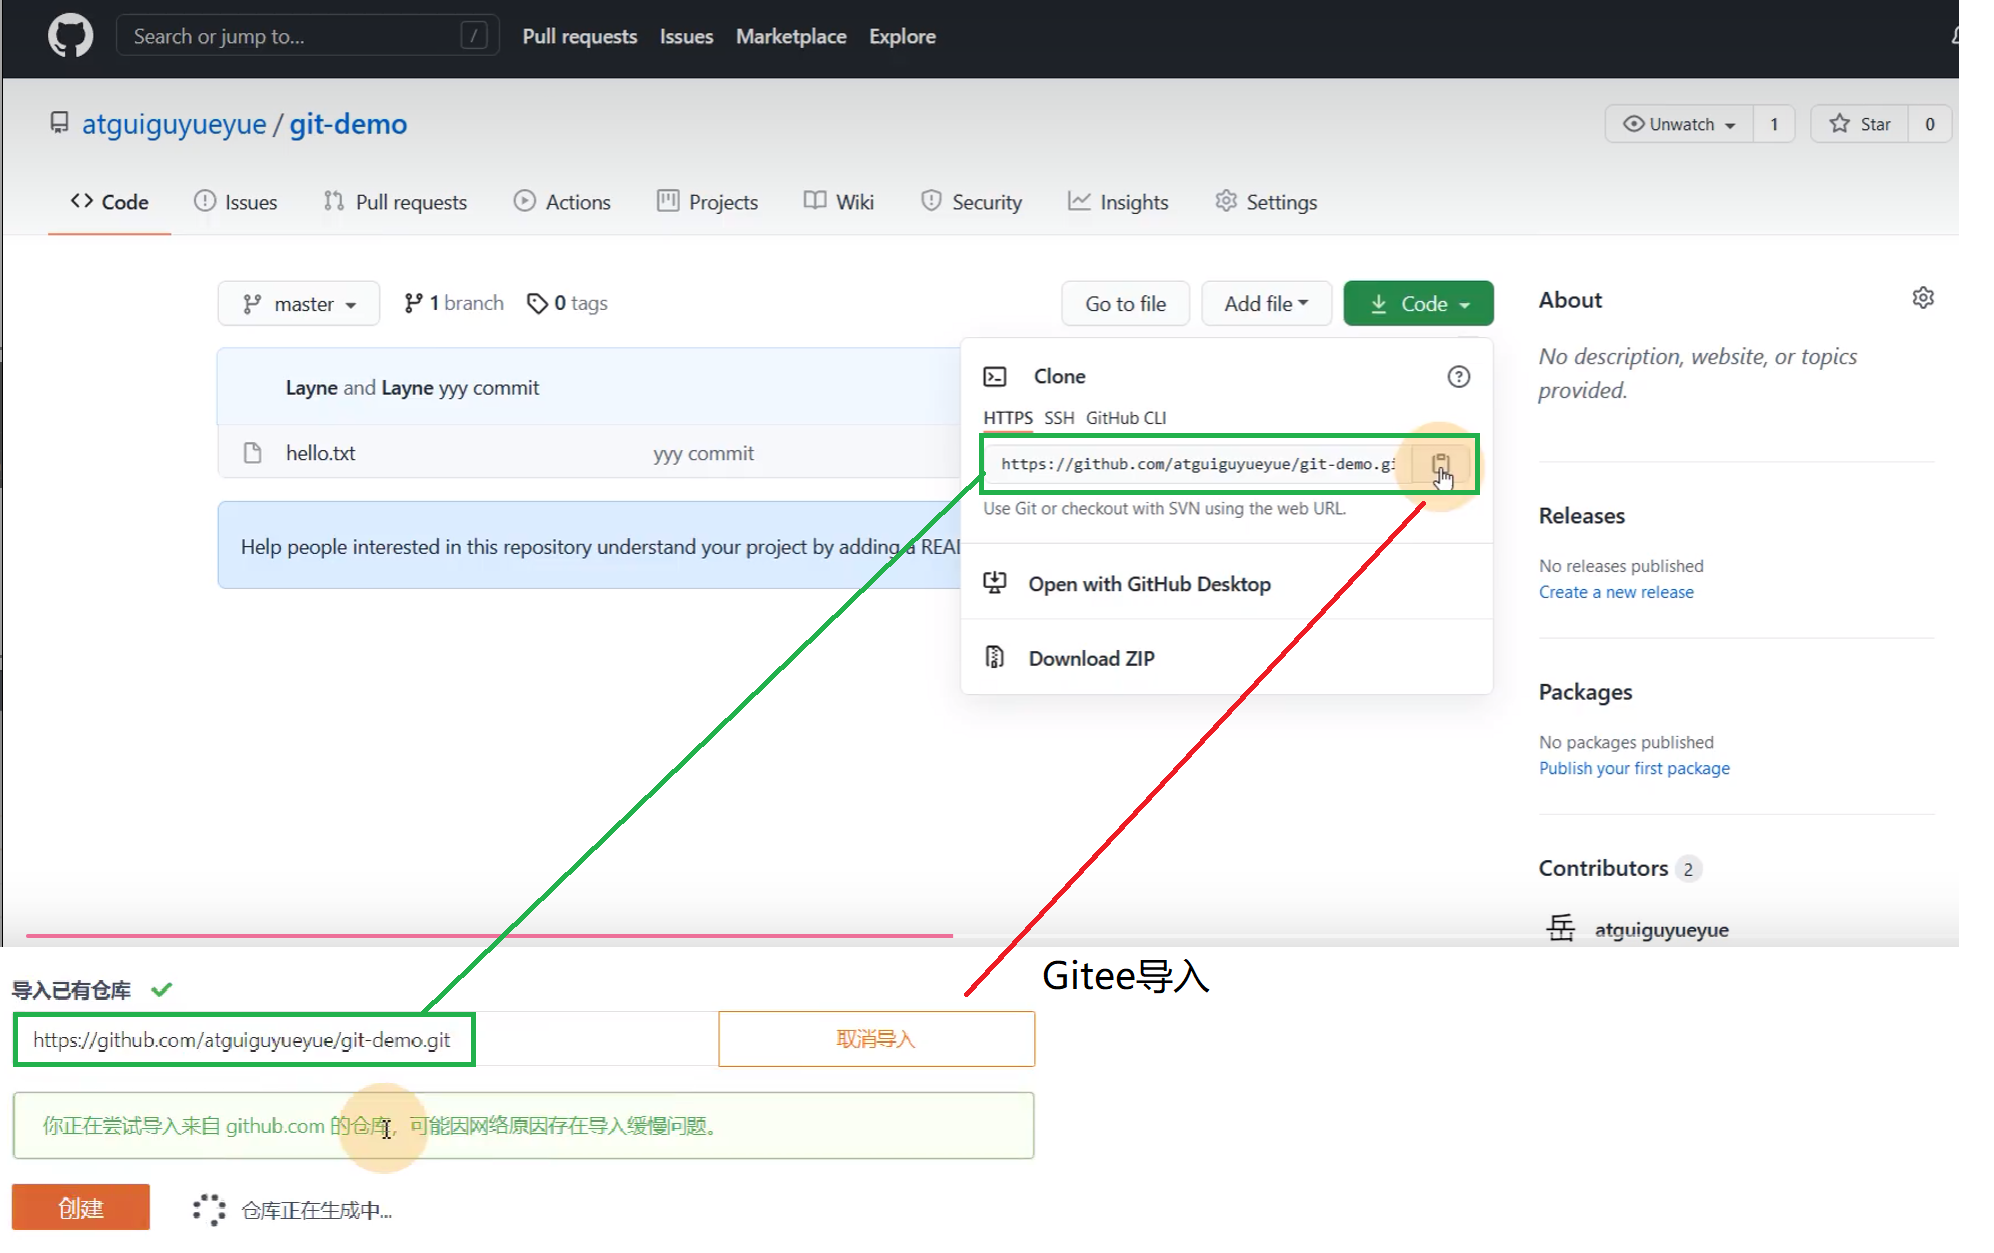 Search or jump to... / Pull requests Issues Marketplace Explore
atguiguyueyue / git-demo Unwatch 1 Star 0
Code Issues Pull requests Actions Projects Wiki Security Insights Settings
master 1 branch 0 tags Go to file Add file Code
Layne and Layne yyy commit
hello.txt yyy commit
Help people interested in this repository understand your project by adding a
Clone
HTTPS SSH GitHub CLI
https://github.com/atguiguyueyue/git-demo.gi
Use Git or checkout with SVN using the web URL.
Open with GitHub Desktop
Download ZIP
About
No description, website, or topics
provided.
Releases
No releases published
Create a new release
Packages
No packages published
Publish your first package
Contributors 2
岳 atguiguyueyue
Gitee导入
导入已有仓库
https://github.com/atguiguyueyue/git-demo.git
取消导入
你正在尝试导入来自 github.com 的仓库，可能因网络原因存在导入缓慢问题。
创建 仓库正在生成中...